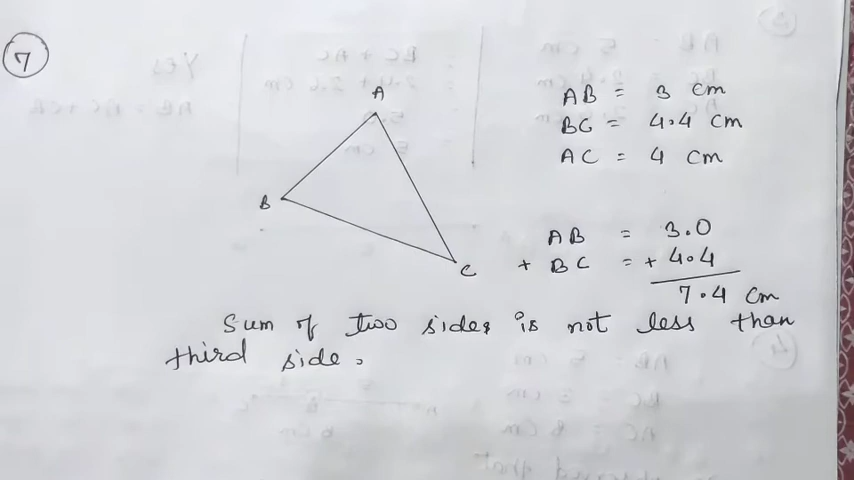 7
A
B
C
AB = 3 cm
BC = 4.4 cm
AC = 4 cm
AB = 3.0
+ BC = + 4.4
7.4 cm
Sum of two sides is not less than
third side.